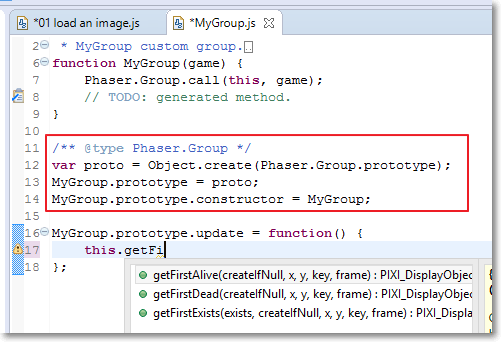 *01 load an image.js
*MyGroup.js
2 * MyGroup custom group.
6 function MyGroup(game) {
7 Phaser.Group.call(this, game);
8 // TODO: generated method.
9 }
10
11 /** @type Phaser.Group */
12 var proto = Object.create(Phaser.Group.prototype);
13 MyGroup.prototype = proto;
14 MyGroup.prototype.constructor = MyGroup;
15
16 MyGroup.prototype.update = function() {
17 this.getFi
18 };
getFirstAlive(createIfNull, x, y, key, frame) : PIXI_DisplayObjec
getFirstDead(createIfNull, x, y, key, frame) : PIXI_DisplayObjec
getFirstExists(exists, createIfNull, x, y, key, frame) : PIXI_Displa